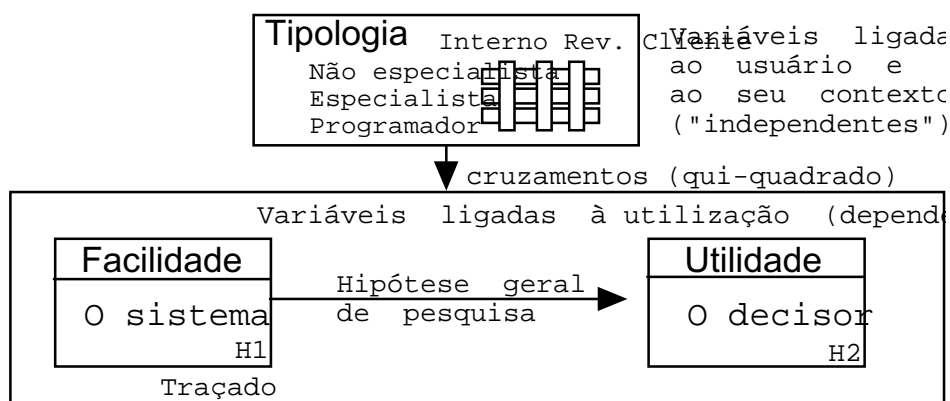 Tipologia
Interno Rev. Cliente
Não especialista
Especialista
Programador
Variáveis ligada
ao usuário e
ao seu contexto
("independentes")
cruzamentos (qui-quadrado)
Variáveis ligadas à utilização (depende
Facilidade
O sistema
H1
Hipótese geral
de pesquisa
Utilidade
O decisor
H2
Traçado